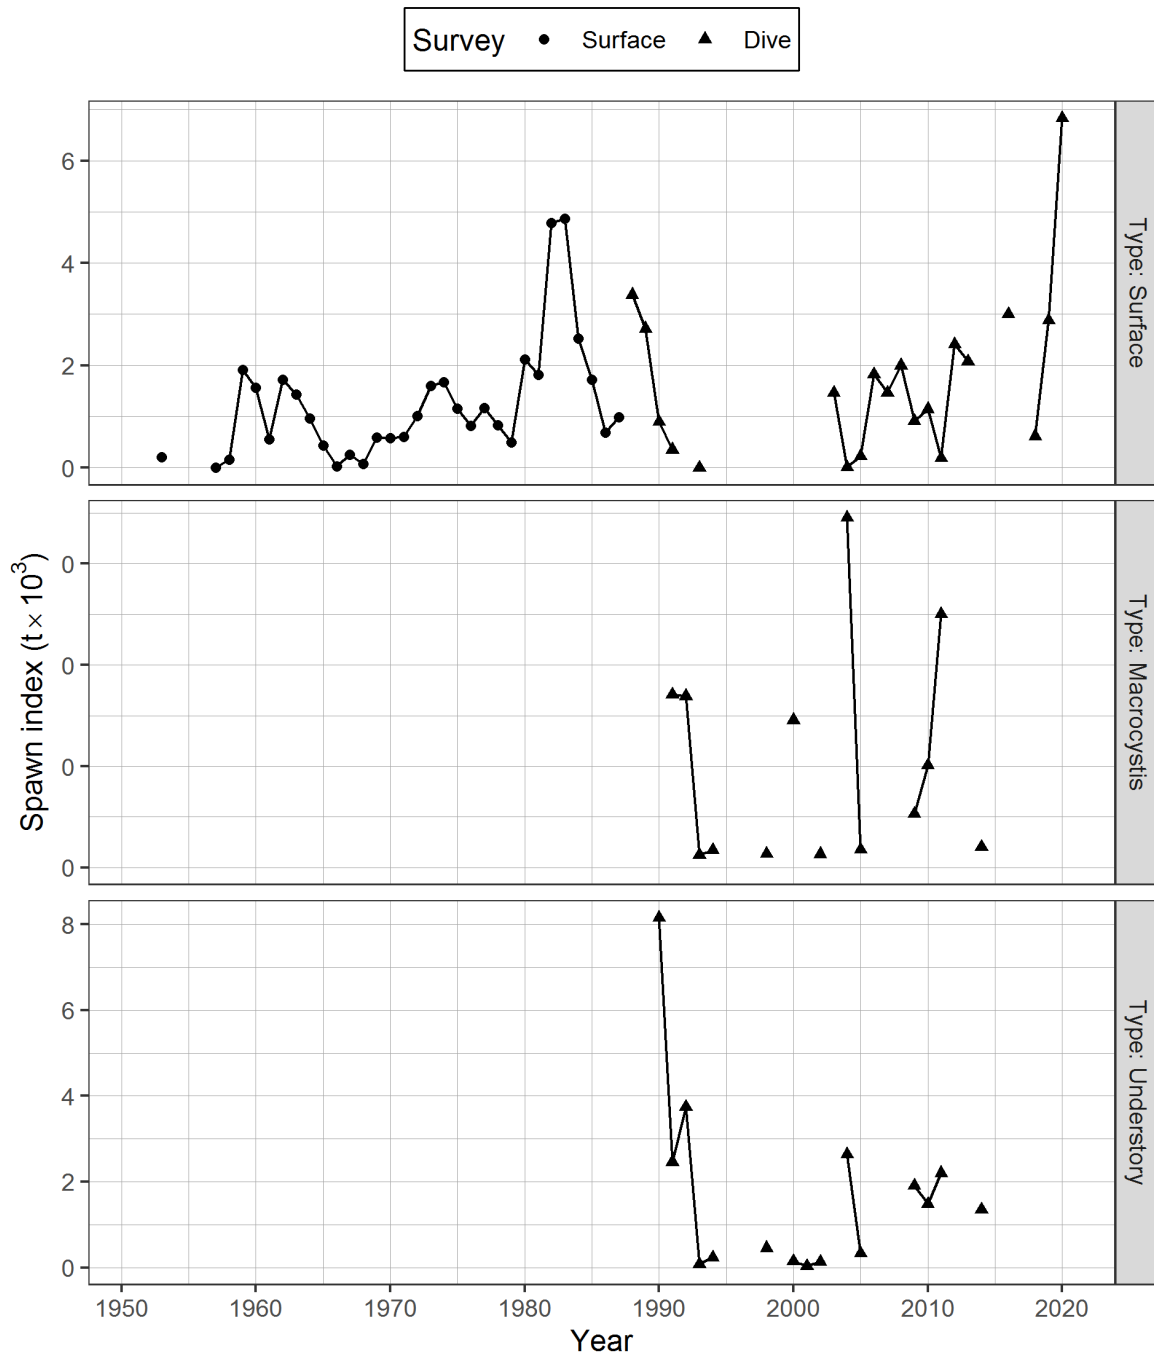 Survey Surface Dive
6
4
2
0
Type: Surface
0
0
0
0
Type: Macrocystis
8
6
4
2
0
Type: Understory
Spawn index (t × 10³)
1950 1960 1970 1980 1990 2000 2010 2020
Year